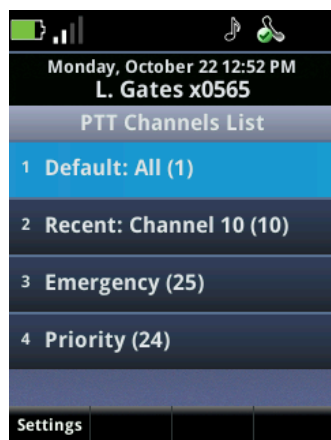 Monday, October 22 12:52 PM
L. Gates x0565
PTT Channels List
1 Default: All (1)
2 Recent: Channel 10 (10)
3 Emergency (25)
4 Priority (24)
Settings